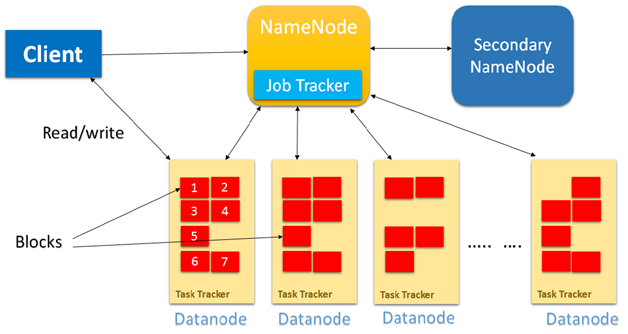 NameNode
Client
Secondary
NameNode
Job Tracker
Read/write
1 2
3 4
5
Blocks
6 7
..... ....
Task Tracker Task Tracker Task Tracker Task Tracker
Datanode Datanode Datanode Datanode